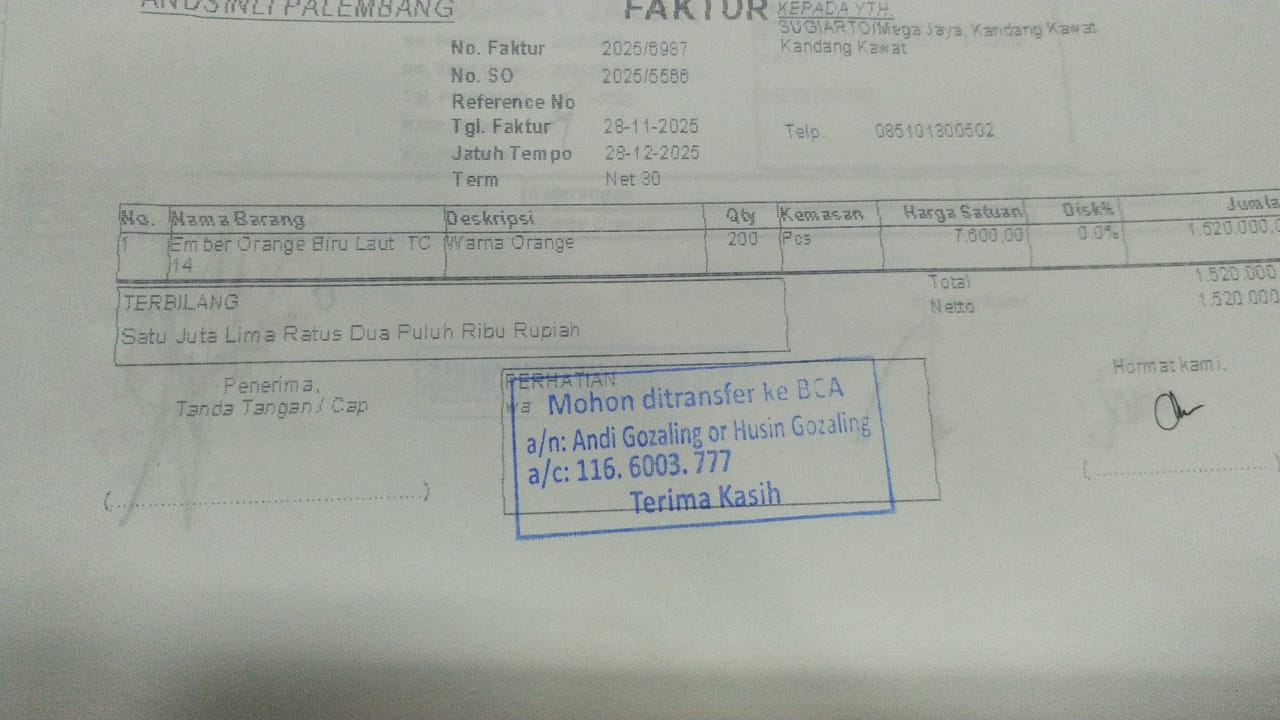 ANDSINLI PALEMBANG
FAKTUR
KEPADA YTH.
SUGIARTO/Mega Jaya, Kandang Kawat
Kandang Kawat
No. Faktur 2025/6987
No. SO 2025/5566
Reference No
Tgl. Faktur 28-11-2025
Telp. 085101300502
Jatuh Tempo 28-12-2025
Term Net 30
No. Nama Barang Deskripsi Qty Kemasan Harga Satuan Disk% Jumla
1 Ember Orange Biru Laut TC Warna Orange 200 Pcs 7.600,00 0.0% 1.520.000,0
14
Total 1.520.000
Netto 1.520.000
TERBILANG
Satu Juta Lima Ratus Dua Puluh Ribu Rupiah
Penerima,
Tanda Tangan / Cap
PERHATIAN
wa
Mohon ditransfer ke BCA
a/n: Andi Gozaling or Husin Gozaling
a/c: 116. 6003. 777
Terima Kasih
Hormat kami,